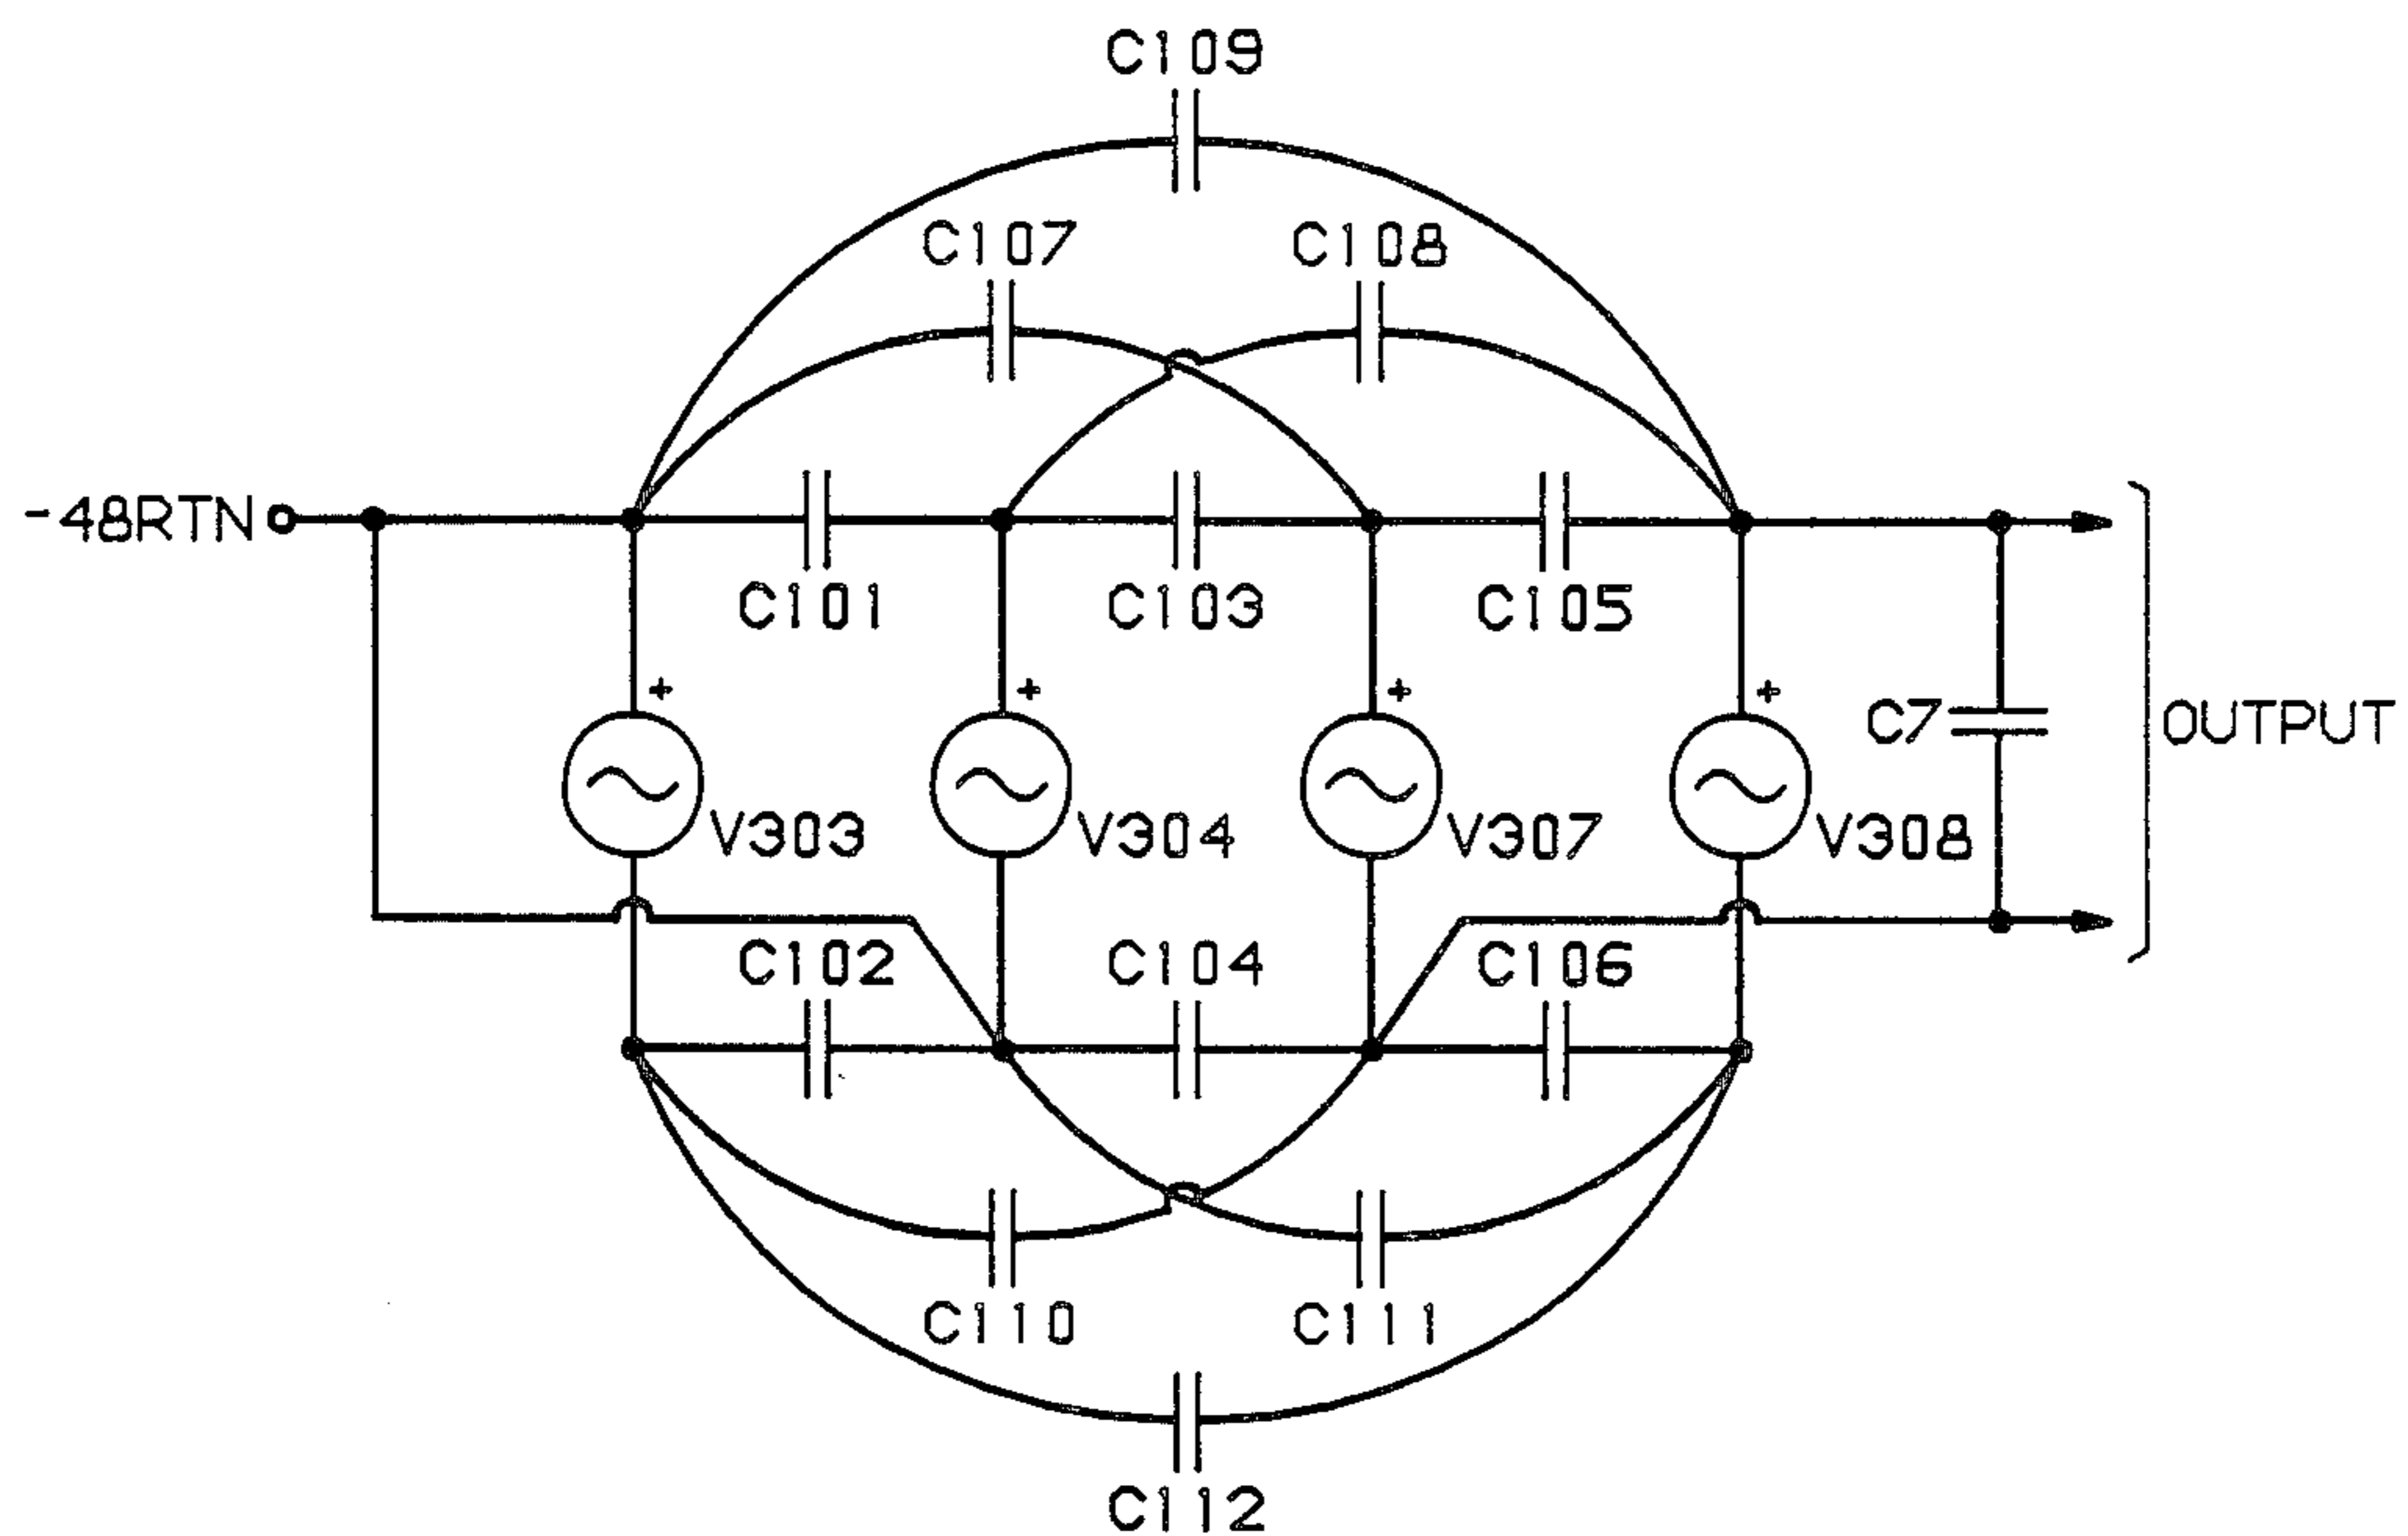 C109
C107
C108
-48RTN
C101
C103
C105
+
+
+
+
C7
OUTPUT
V303
V304
V307
V308
C102
C104
C106
C110
C111
C112